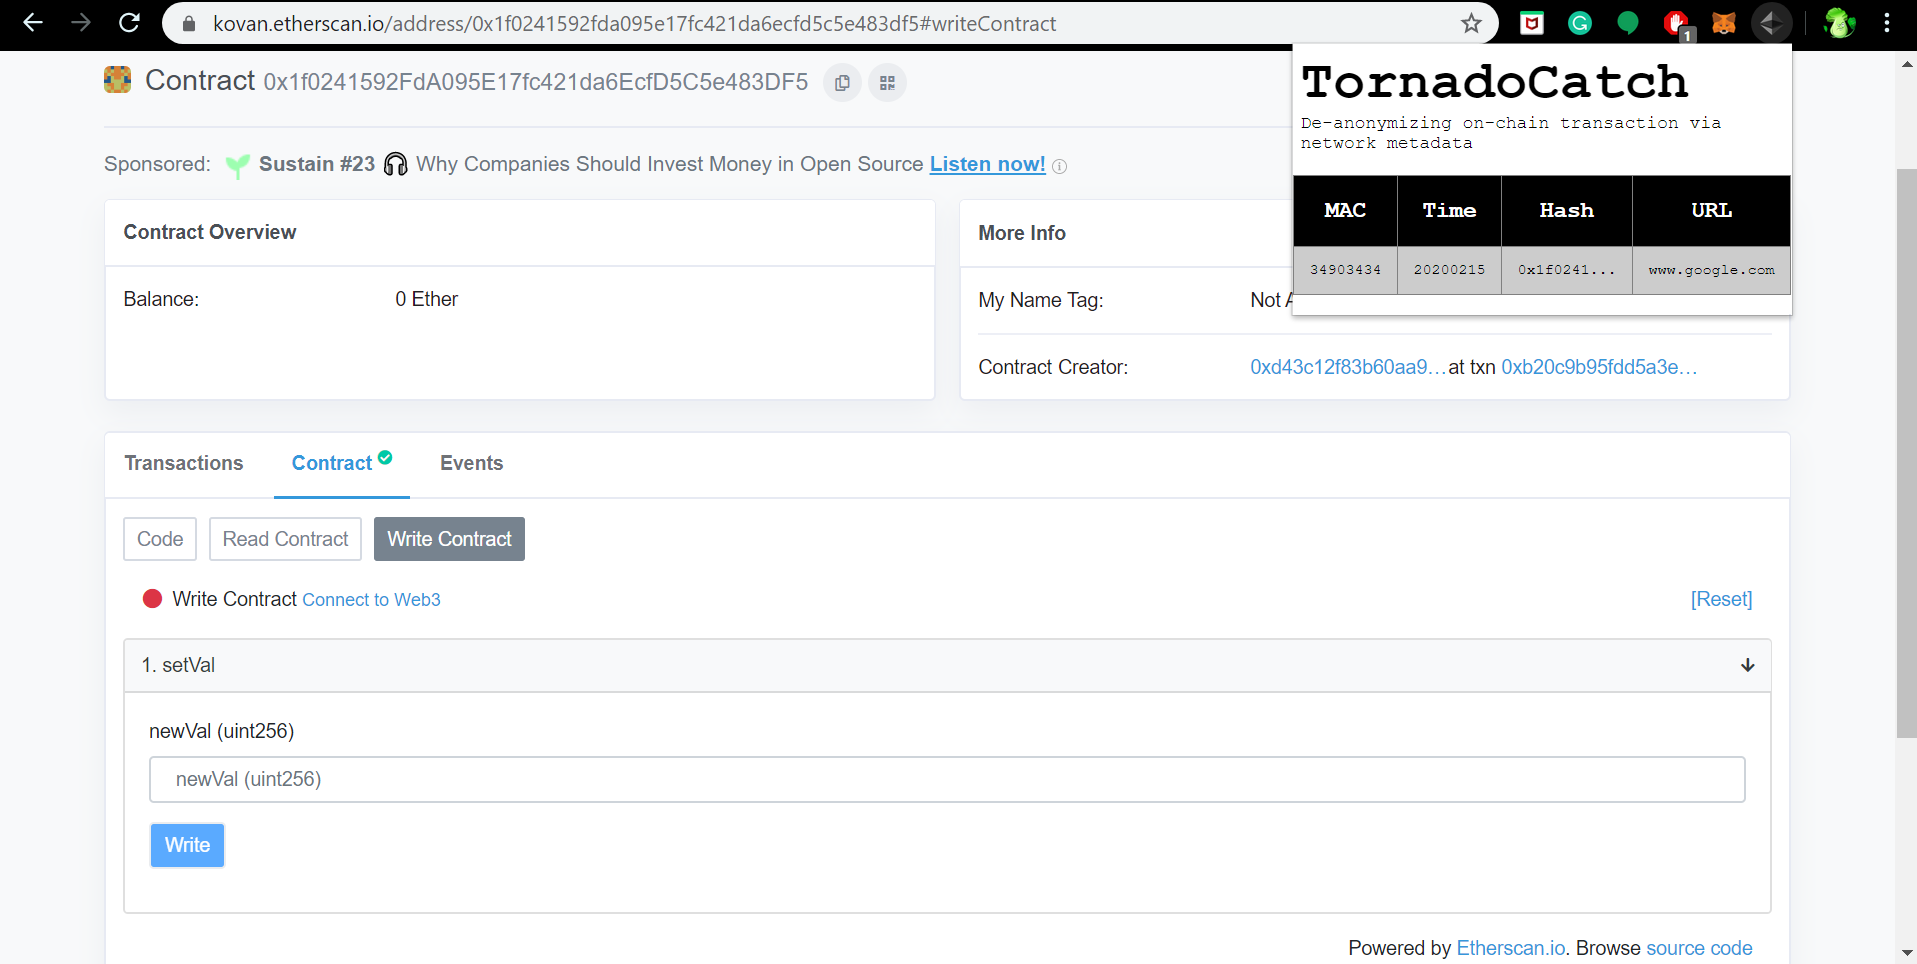 kovan.etherscan.io/address/0x1f0241592fda095e17fc421da6ecfd5c5e483df5#writeContract
1
Contract 0x1f0241592FdA095E17fc421da6EcfD5C5e483DF5
TornadoCatch
De-anonymizing on-chain transaction via
network metadata
MAC Time Hash URL
34903434 20200215 0x1f0241... www.google.com
Sponsored: Sustain #23 Why Companies Should Invest Money in Open Source Listen now!
Contract Overview
Balance: 0 Ether
More Info
My Name Tag: Not A
Contract Creator: 0xd43c12f83b60aa9... at txn 0xb20c9b95fdd5a3e...
Transactions Contract Events
Code Read Contract Write Contract
Write Contract Connect to Web3 [Reset]
1. setVal
newVal (uint256)
newVal (uint256)
Write
Powered by Etherscan.io. Browse source code